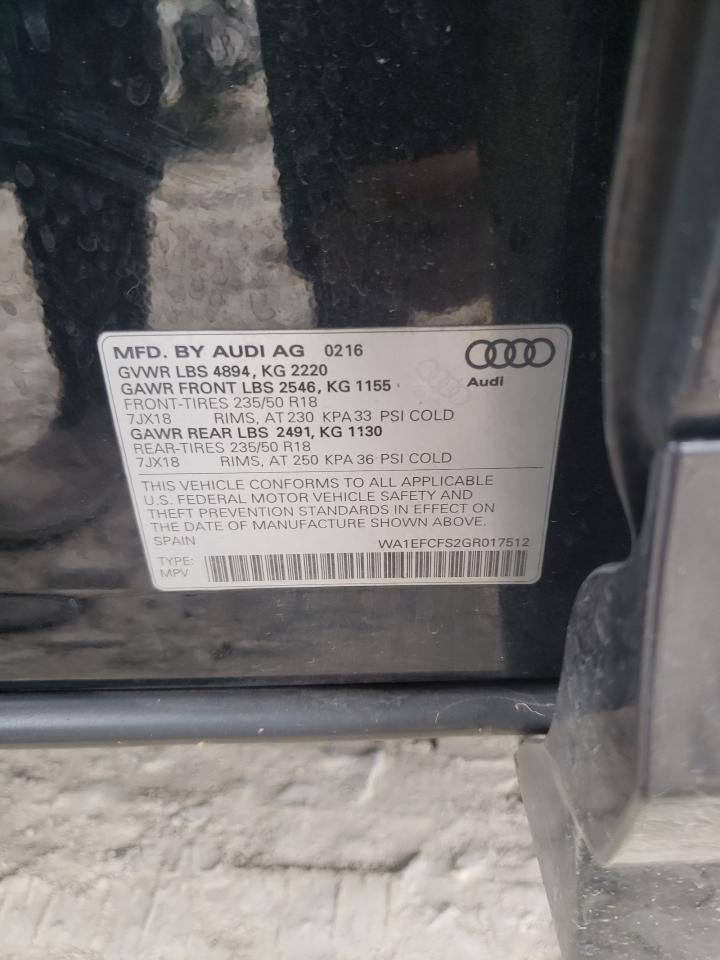 MFD. BY AUDI AG 0216
GVWR LBS 4894, KG 2220
GAWR FRONT LBS 2546, KG 1155
FRONT-TIRES 235/50 R18
7JX18 RIMS, AT 230 KPA 33 PSI COLD
GAWR REAR LBS 2491, KG 1130
REAR-TIRES 235/50 R18
7JX18 RIMS, AT 250 KPA 36 PSI COLD
Audi
THIS VEHICLE CONFORMS TO ALL APPLICABLE
U.S. FEDERAL MOTOR VEHICLE SAFETY AND
THEFT PREVENTION STANDARDS IN EFFECT ON
THE DATE OF MANUFACTURE SHOWN ABOVE.
SPAIN WA1EFCFS2GR017512
TYPE:
MPV